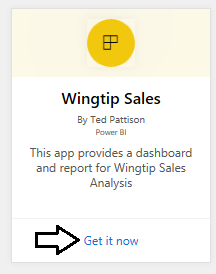 Wingtip Sales
By Ted Pattison
Power BI
This app provides a dashboard
and report for Wingtip Sales
Analysis
Get it now